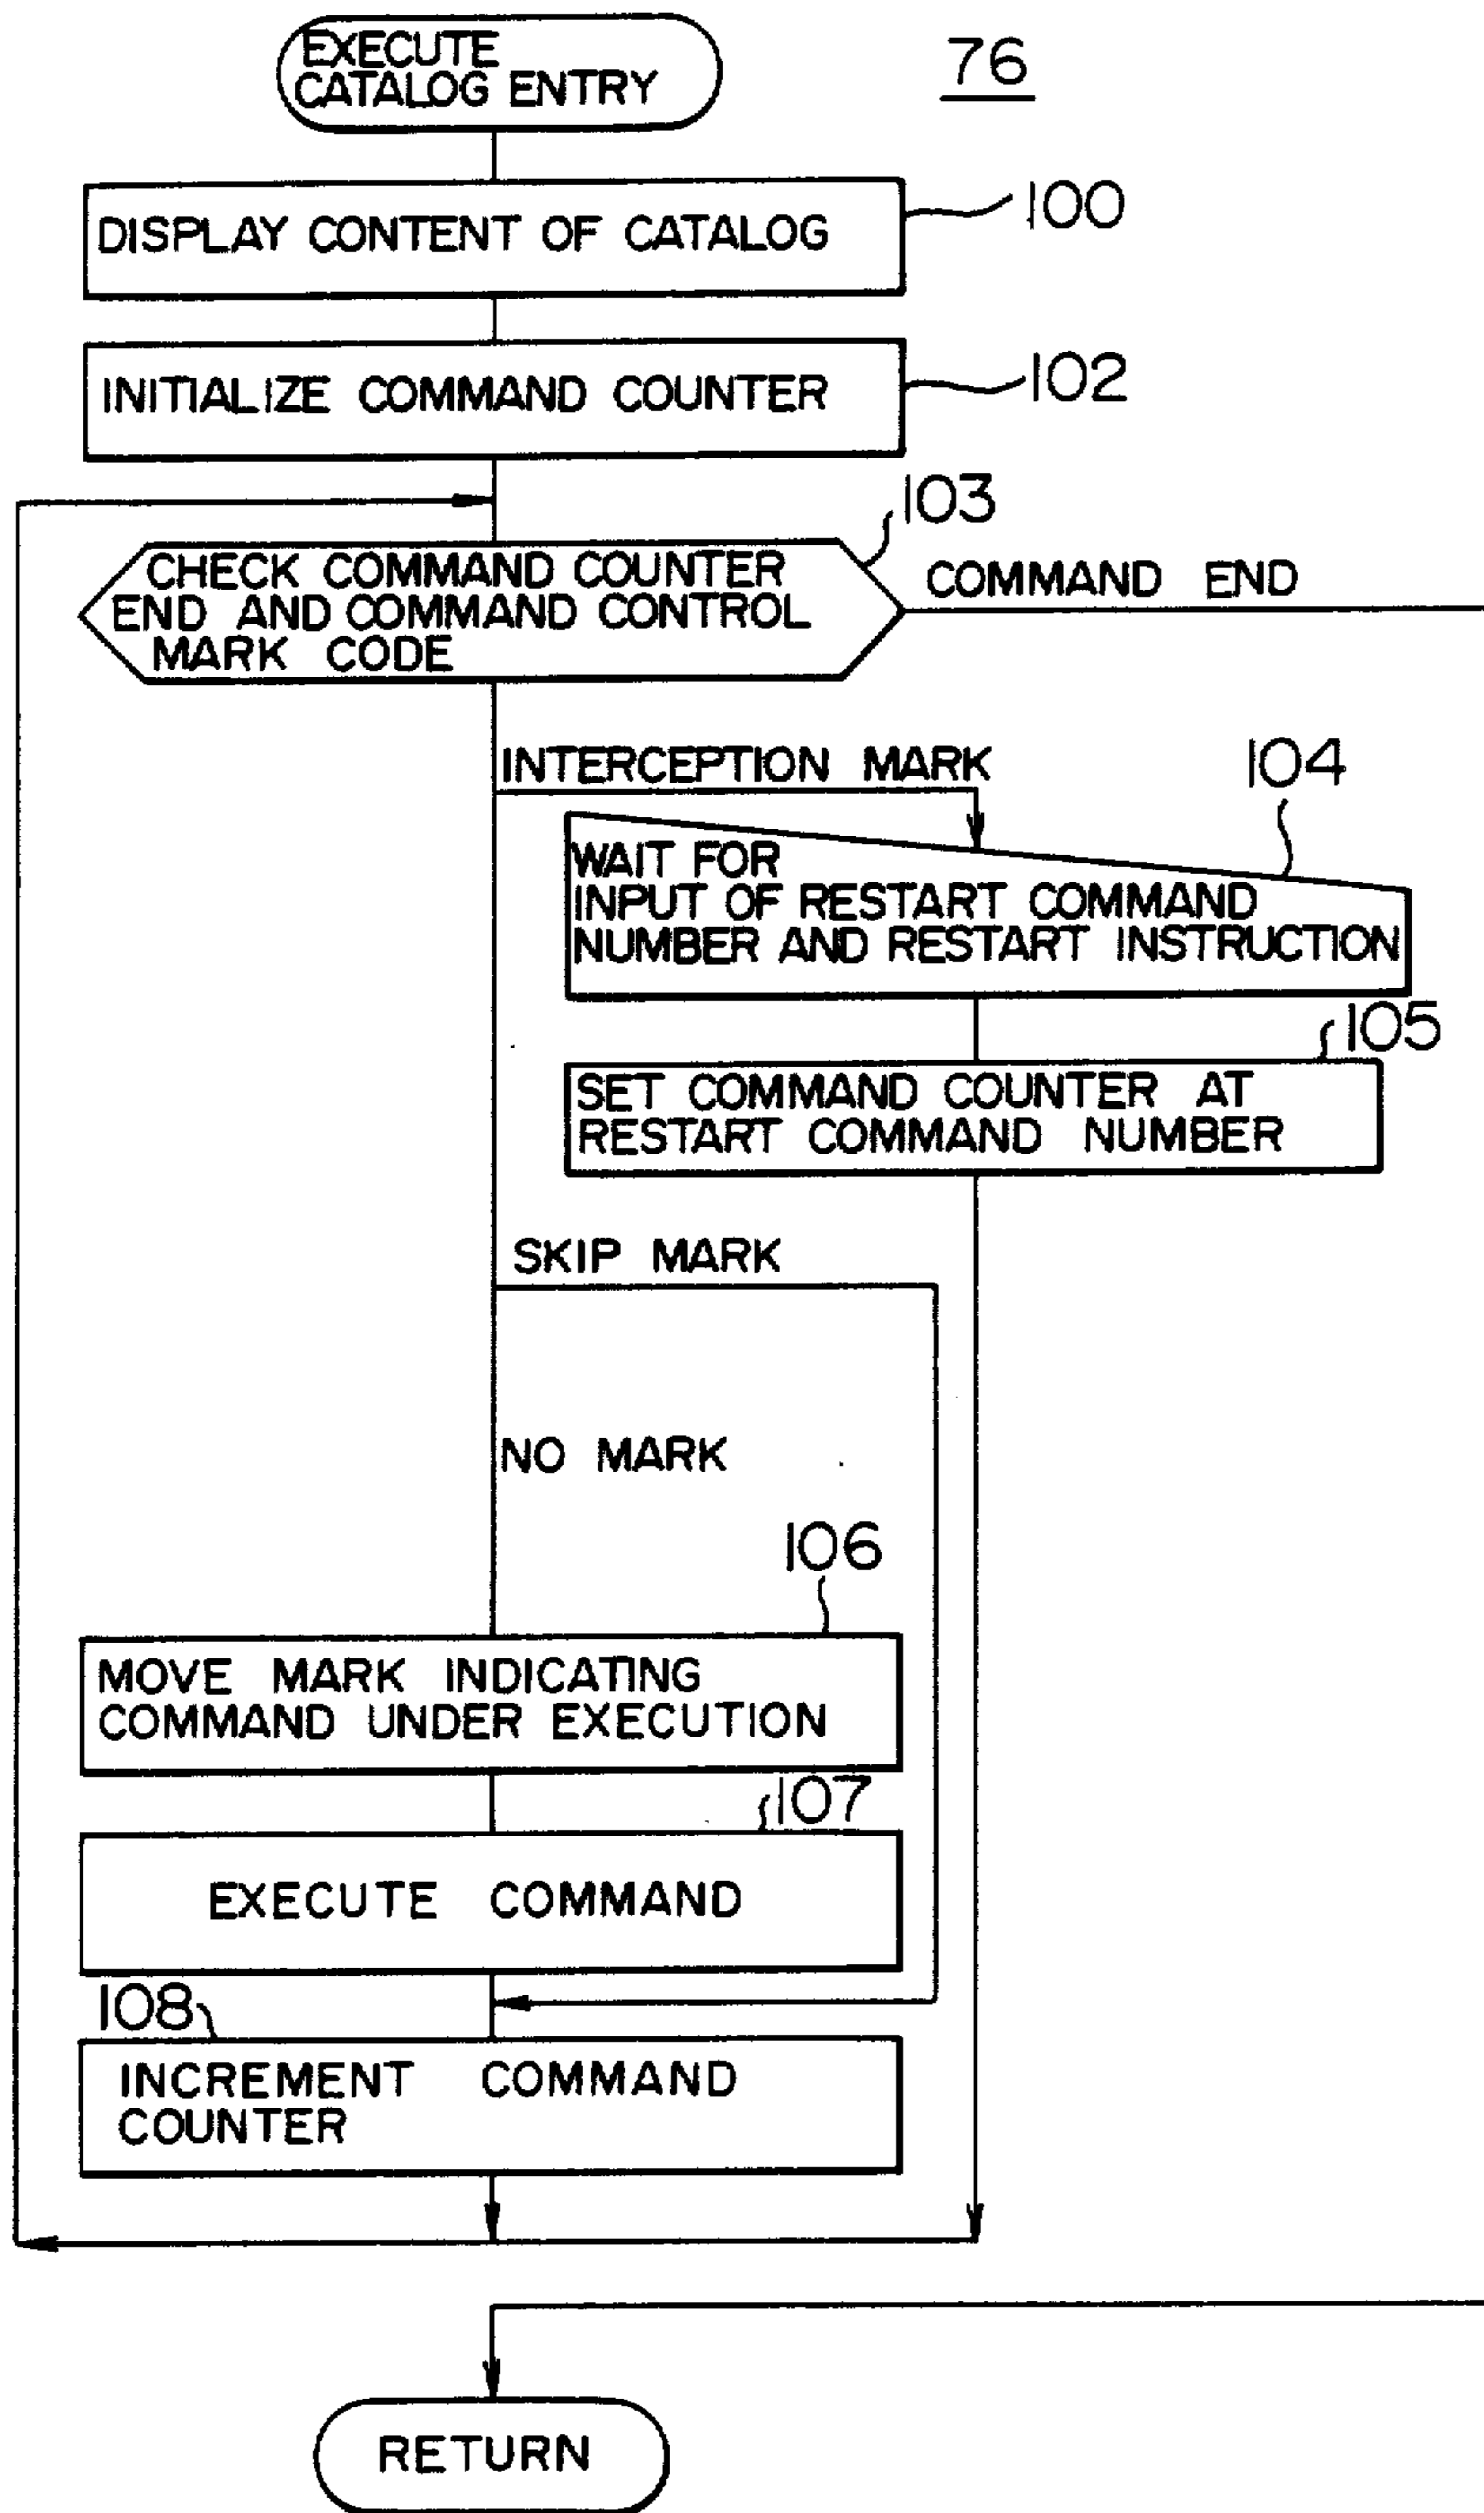 EXECUTE
CATALOG ENTRY
76
DISPLAY CONTENT OF CATALOG
100
INITIALIZE COMMAND COUNTER
102
103
CHECK COMMAND COUNTER
END AND COMMAND CONTROL
MARK CODE
COMMAND END
INTERCEPTION MARK
104
WAIT FOR
INPUT OF RESTART COMMAND
NUMBER AND RESTART INSTRUCTION
105
SET COMMAND COUNTER AT
RESTART COMMAND NUMBER
SKIP MARK
NO MARK
106
MOVE MARK INDICATING
COMMAND UNDER EXECUTION
107
EXECUTE COMMAND
108
INCREMENT COMMAND
COUNTER
RETURN